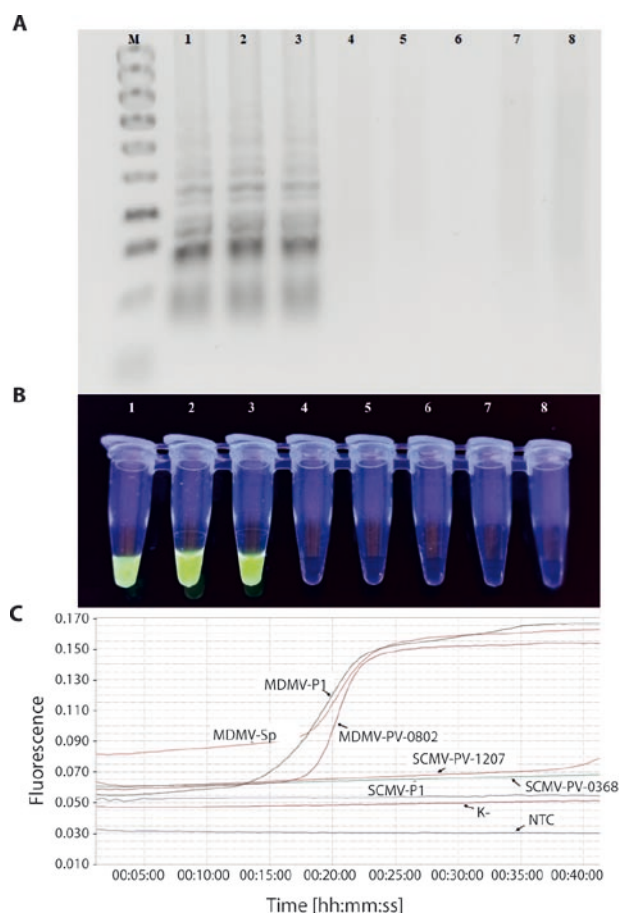 A
M 1 2 3 4 5 6 7 8
B
1 2 3 4 5 6 7 8
C
0.170
0.150
0.130
0.110
0.090
0.070
0.050
0.030
0.010
Fluorescence
MDMV-P1
MDMV-Sp
MDMV-PV-0802
SCMV-PV-1207
SCMV-P1
SCMV-PV-0368
K-
NTC
00:05:00 00:10:00 00:15:00 00:20:00 00:25:00 00:30:00 00:35:00 00:40:00
Time [hh:mm:ss]